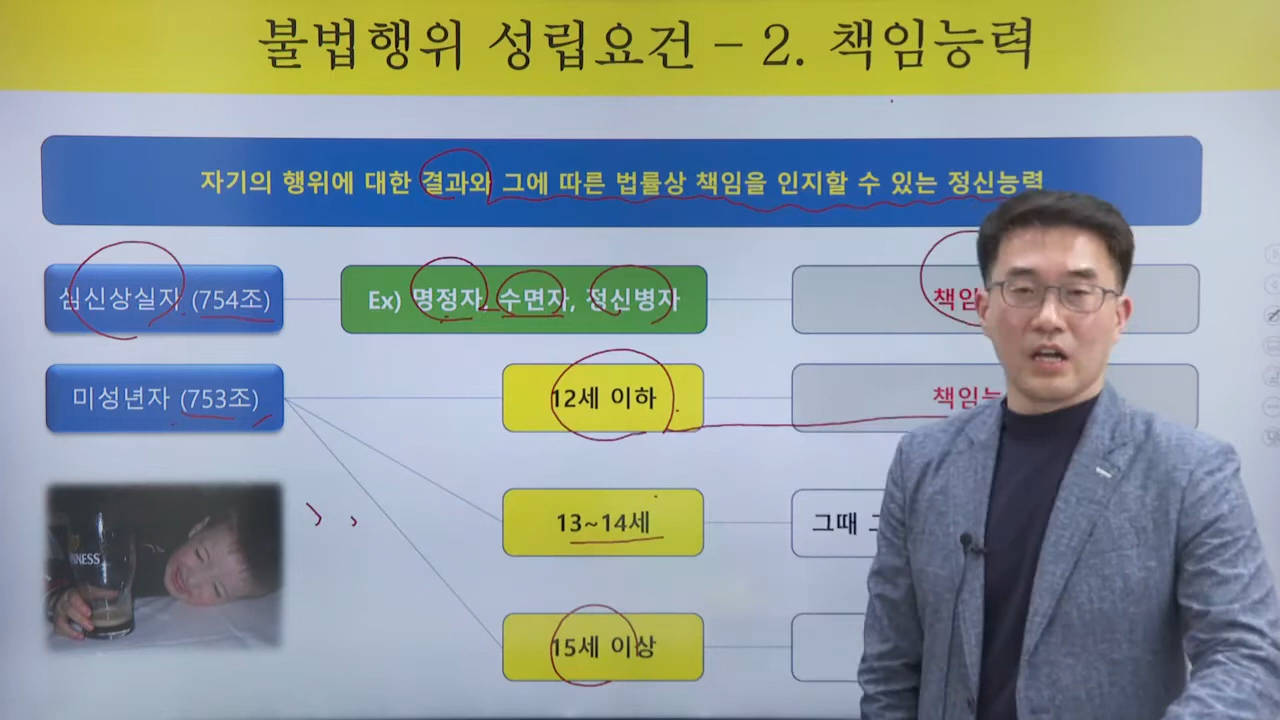 불법행위 성립요건 – 2. 책임능력
자기의 행위에 대한 결과와 그에 따른 법률상 책임을 인지할 수 있는 정신능력
심신상실자 (754조)
Ex) 명정자, 수면자, 정신병자
책임
미성년자 (753조)
12세 이하
책임능
13~14세
그때
15세 이상